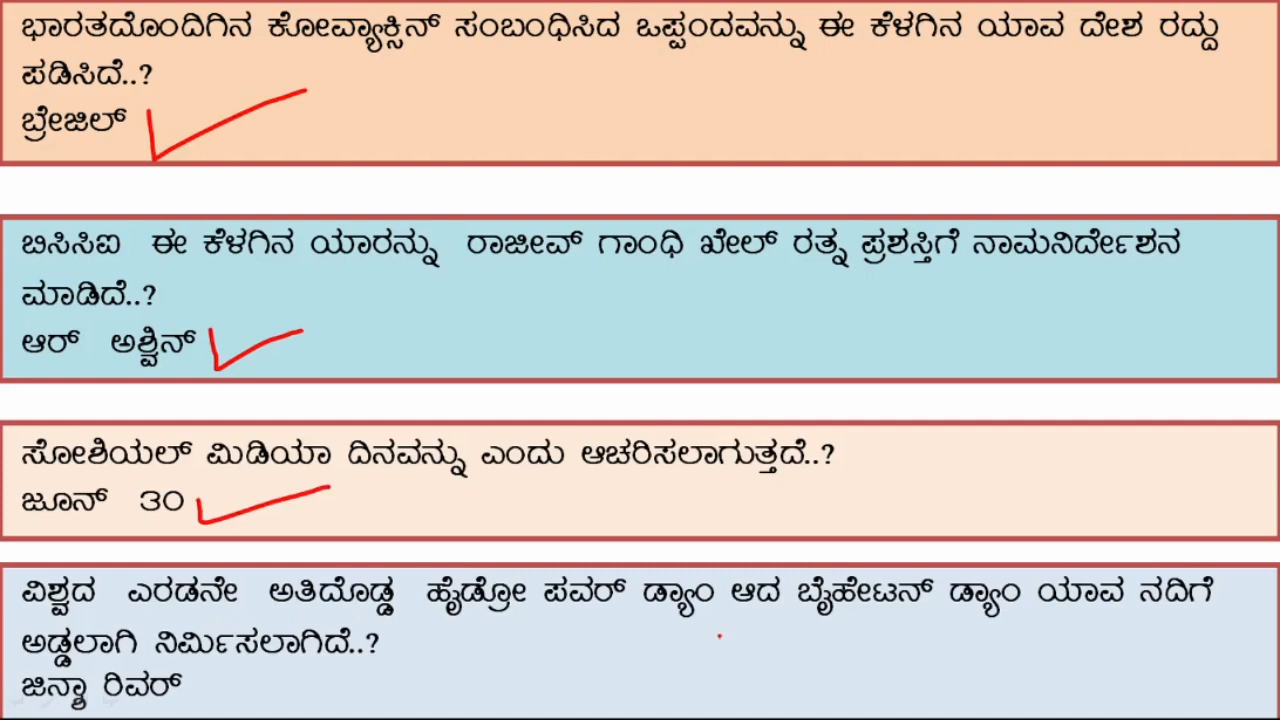 ಭಾರತದೊಂದಿಗಿನ ಕೋವ್ಯಾಕ್ಸಿನ್ ಸಂಬಂಧಿಸಿದ ಒಪ್ಪಂದವನ್ನು ಈ ಕೆಳಗಿನ ಯಾವ ದೇಶ ರದ್ದು
ಪಡಿಸಿದೆ..?
ಬ್ರೇಜಿಲ್
ಬಿಸಿಸಿಐ ಈ ಕೆಳಗಿನ ಯಾರನ್ನು ರಾಜೀವ್ ಗಾಂಧಿ ಖೇಲ್ ರತ್ನ ಪ್ರಶಸ್ತಿಗೆ ನಾಮನಿರ್ದೇಶನ
ಮಾಡಿದೆ..?
ಆರ್ ಅಶ್ವಿನ್
ಸೋಶಿಯಲ್ ಮಿಡಿಯಾ ದಿನವನ್ನು ಎಂದು ಆಚರಿಸಲಾಗುತ್ತದೆ..?
ಜೂನ್ ೩೦
ವಿಶ್ವದ ಎರಡನೇ ಅತಿದೊಡ್ಡ ಹೈಡ್ರೋ ಪವರ್ ಡ್ಯಾಂ ಆದ ಬೈಹೇಟನ್ ಡ್ಯಾಂ ಯಾವ ನದಿಗೆ
ಅಡ್ಡಲಾಗಿ ನಿರ್ಮಿಸಲಾಗಿದೆ..?
ಜಿನ್ಶಾ ರಿವರ್